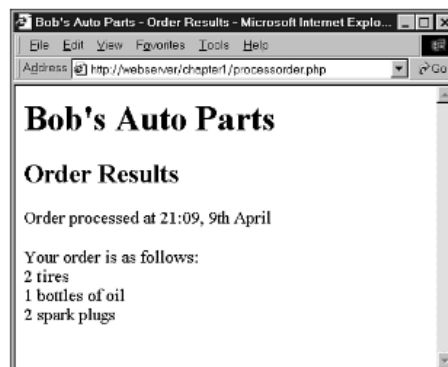 Bob's Auto Parts - Order Results - Microsoft Internet Explo...
File Edit View Favorites Tools Help
Address http://webserver/chapter1/processorder.php Go
Bob's Auto Parts
Order Results
Order processed at 21:09, 9th April
Your order is as follows:
2 tires
1 bottles of oil
2 spark plugs